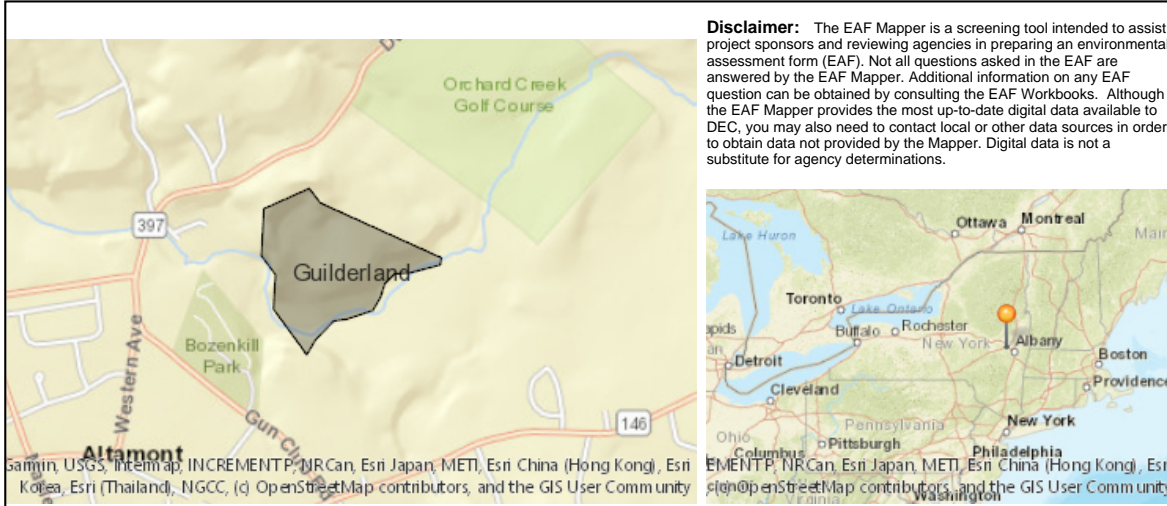 Disclaimer: The EAF Mapper is a screening tool intended to assist
project sponsors and reviewing agencies in preparing an environmental
assessment form (EAF). Not all questions asked in the EAF are
answered by the EAF Mapper. Additional information on any EAF
question can be obtained by consulting the EAF Workbooks. Although
the EAF Mapper provides the most up-to-date digital data available to
DEC, you may also need to contact local or other data sources in order
to obtain data not provided by the Mapper. Digital data is not a
substitute for agency determinations.
Orchard Creek
Golf Course
397
Guilderland
Bozenkill
Park
Western Ave
Gun Club Rd
146
Altamont
Garmin, USGS, Intermap, INCREMENT P, NRCan, Esri Japan, METI, Esri China (Hong Kong), Esri
Korea, Esri (Thailand), NGCC, (c) OpenStreetMap contributors, and the GIS User Community
Ottawa
Montreal
Lake Huron
Toronto
Lake Ontario
Buffalo
Rochester
New York
Albany
Boston
Detroit
Providence
Cleveland
New York
Pennsylvania
Ohio
Pittsburgh
Philadelphia
Columbus
EMENT P, NRCan, Esri Japan, METI, Esri China (Hong Kong), Esri
(c) OpenStreetMap contributors, and the GIS User Community
Virginia
Washington